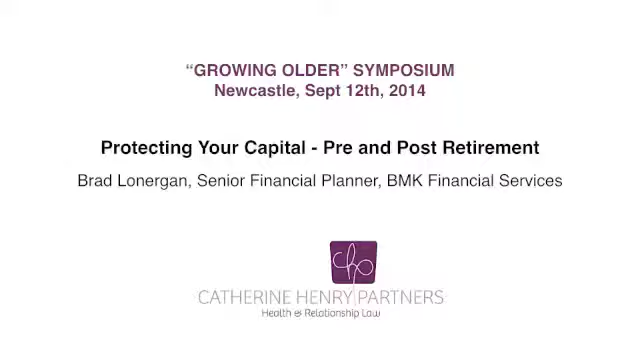 “GROWING OLDER” SYMPOSIUM
Newcastle, Sept 12th, 2014
Protecting Your Capital - Pre and Post Retirement
Brad Lonergan, Senior Financial Planner, BMK Financial Services
chp
CATHERINE HENRY PARTNERS
Health & Relationship Law